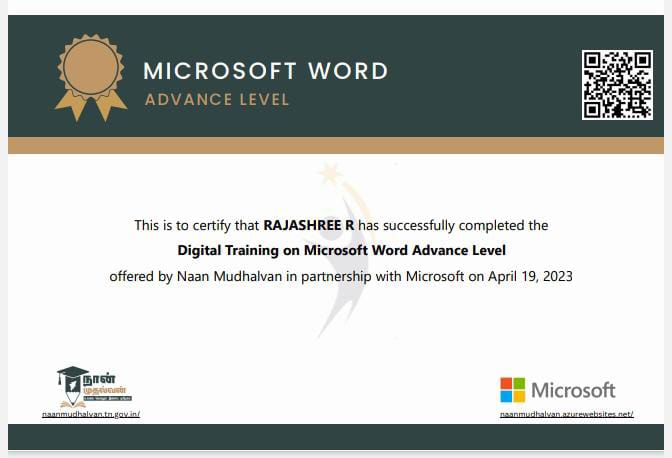 MICROSOFT WORD
ADVANCE LEVEL
This is to certify that RAJASHREE R has successfully completed the
Digital Training on Microsoft Word Advance Level
offered by Naan Mudhalvan in partnership with Microsoft on April 19, 2023
நான்
முதல்வன்
naanmudhalvan.tn.gov.in/
Microsoft
naanmudhalvan.azurewebsites.net/